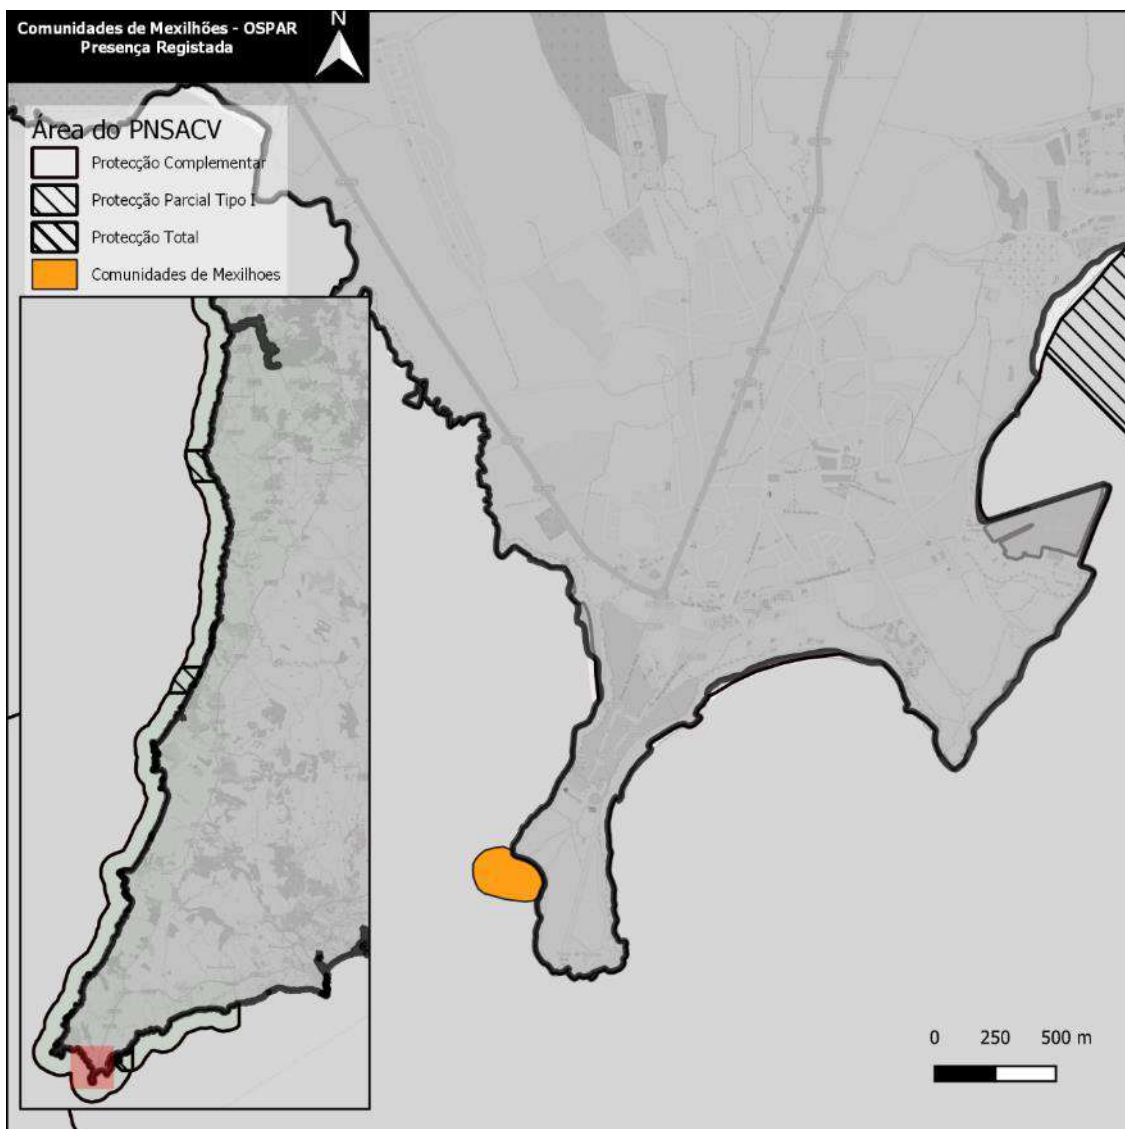 Comunidades de Mexilhões - OSPAR
Presença Registada
N
Área do PNSACV
Protecção Complementar
Protecção Parcial Tipo I
Protecção Total
Comunidades de Mexilhoes
0 250 500 m